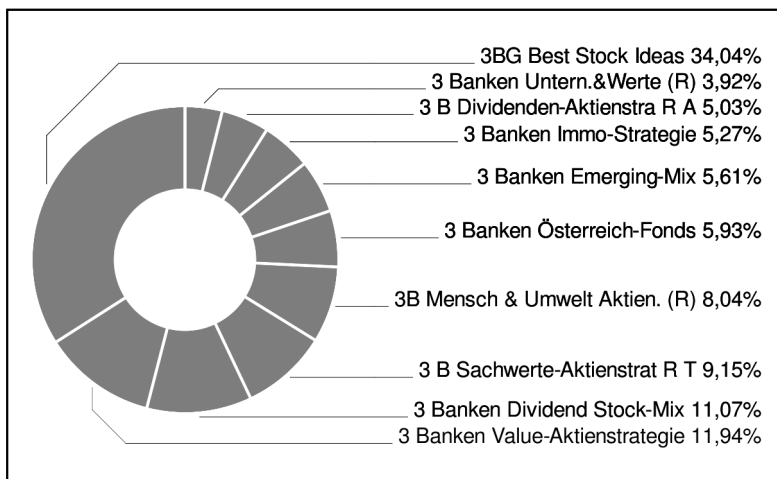 3BG Best Stock Ideas 34,04%
3 Banken Untern.&Werte (R) 3,92%
3 B Dividenden-Aktienstra R A 5,03%
3 Banken Immo-Strategie 5,27%
3 Banken Emerging-Mix 5,61%
3 Banken Österreich-Fonds 5,93%
3B Mensch & Umwelt Aktien. (R) 8,04%
3 B Sachwerte-Aktienstrat R T 9,15%
3 Banken Dividend Stock-Mix 11,07%
3 Banken Value-Aktienstrategie 11,94%